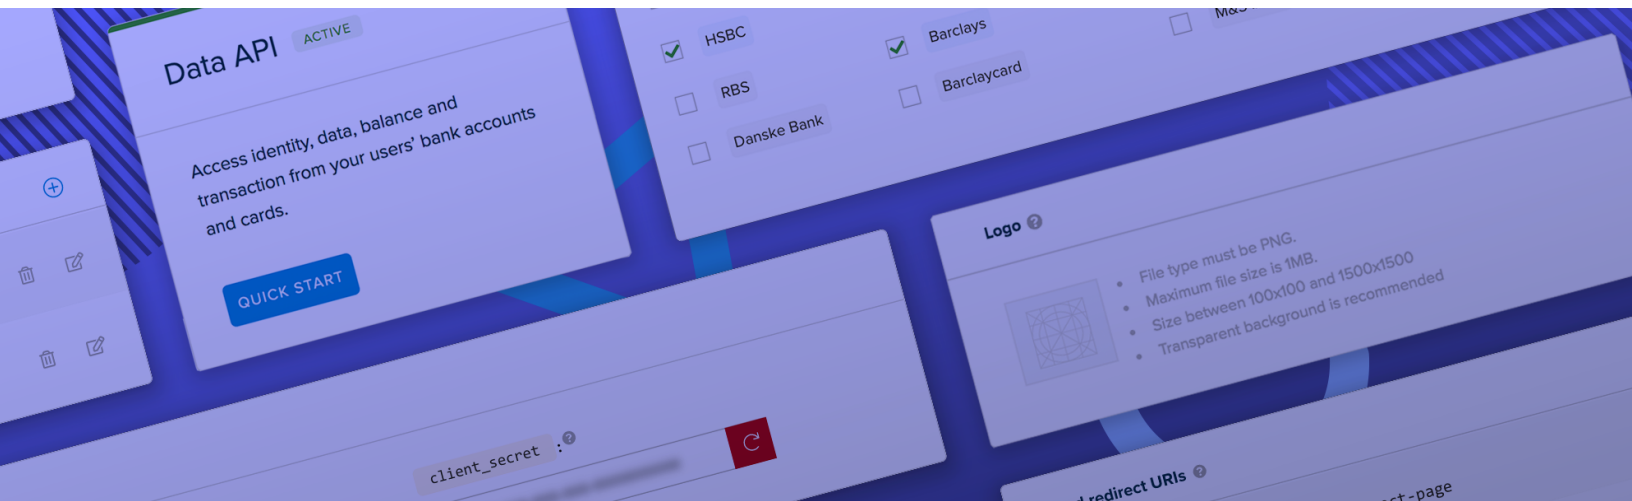 Data API
ACTIVE
Access identity, data, balance and
transaction from your users’ bank accounts
and cards.
QUICK START
HSBC
Barclays
RBS
Barclaycard
Danske Bank
Logo
File type must be PNG.
Maximum file size is 1MB.
Size between 100x100 and 1500x1500
Transparent background is recommended
client_secret :
redirect URIs